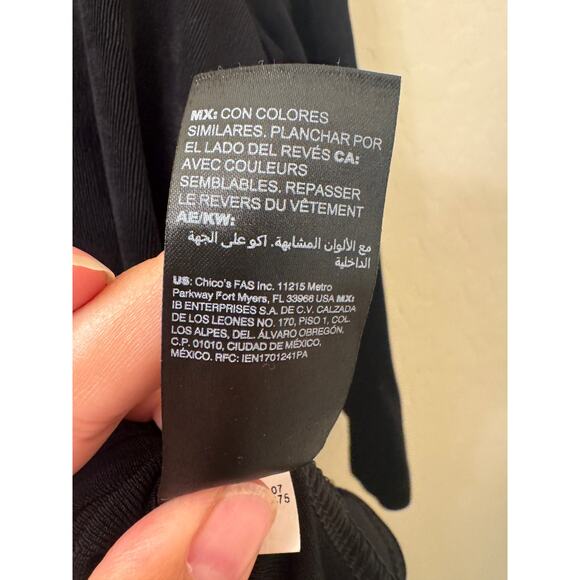 MX: CON COLORES
SIMILARES. PLANCHAR POR
EL LADO DEL REVÉS CA:
AVEC COULEURS
SEMBLABLES. REPASSER
LE REVERS DU VÊTEMENT
AE/KW:
مع الألوان المشابهة. اكو على الجهة
الداخلية
US: Chico's FAS Inc. 11215 Metro
Parkway Fort Myers, FL 33966 USA MX:
IB ENTERPRISES S.A. DE C.V. CALZADA
DE LOS LEONES NO. 170, PISO 1, COL.
LOS ALPES, DEL. ÁLVARO OBREGÓN,
C.P. 01010, CIUDAD DE MÉXICO,
MÉXICO. RFC: IEN1701241PA
07
75